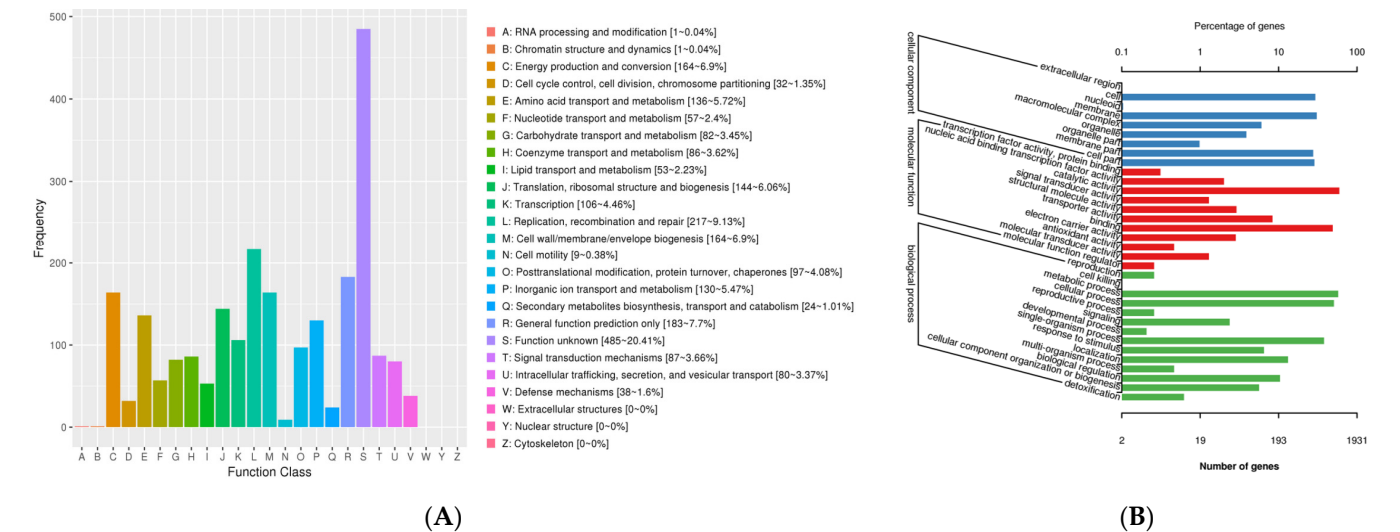 500
400
300
200
100
0
Frequency
A B C D E F G H I J K L M N O P Q R S T U V W Y Z
Function Class
A: RNA processing and modification [1~0.04%]
B: Chromatin structure and dynamics [1~0.04%]
C: Energy production and conversion [164~6.9%]
D: Cell cycle control, cell division, chromosome partitioning [32~1.35%]
E: Amino acid transport and metabolism [136~5.72%]
F: Nucleotide transport and metabolism [57~2.4%]
G: Carbohydrate transport and metabolism [82~3.45%]
H: Coenzyme transport and metabolism [86~3.62%]
I: Lipid transport and metabolism [53~2.23%]
J: Translation, ribosomal structure and biogenesis [144~6.06%]
K: Transcription [106~4.46%]
L: Replication, recombination and repair [217~9.13%]
M: Cell wall/membrane/envelope biogenesis [164~6.9%]
N: Cell motility [9~0.38%]
O: Posttranslational modification, protein turnover, chaperones [97~4.08%]
P: Inorganic ion transport and metabolism [130~5.47%]
Q: Secondary metabolites biosynthesis, transport and catabolism [24~1.01%]
R: General function prediction only [183~7.7%]
S: Function unknown [485~20.41%]
T: Signal transduction mechanisms [87~3.66%]
U: Intracellular trafficking, secretion, and vesicular transport [80~3.37%]
V: Defense mechanisms [38~1.6%]
W: Extracellular structures [0~0%]
Y: Nuclear structure [0~0%]
Z: Cytoskeleton [0~0%]
(A)
Percentage of genes
0.1 1 10 100
cellular component
extracellular region
cell
nucleoid
membrane
macromolecular complex
organelle
organelle part
membrane part
cell part
molecular function
transcription factor activity, protein binding
nucleic acid binding transcription factor activity
catalytic activity
signal transducer activity
structural molecule activity
transporter activity
binding
electron carrier activity
antioxidant activity
molecular transducer activity
molecular function regulator
biological process
reproduction
cell killing
metabolic process
cellular process
reproductive process
signaling
developmental process
single-organism process
response to stimulus
localization
multi-organism process
biological regulation
cellular component organization or biogenesis
detoxification
2 19 193 1931
Number of genes
(B)